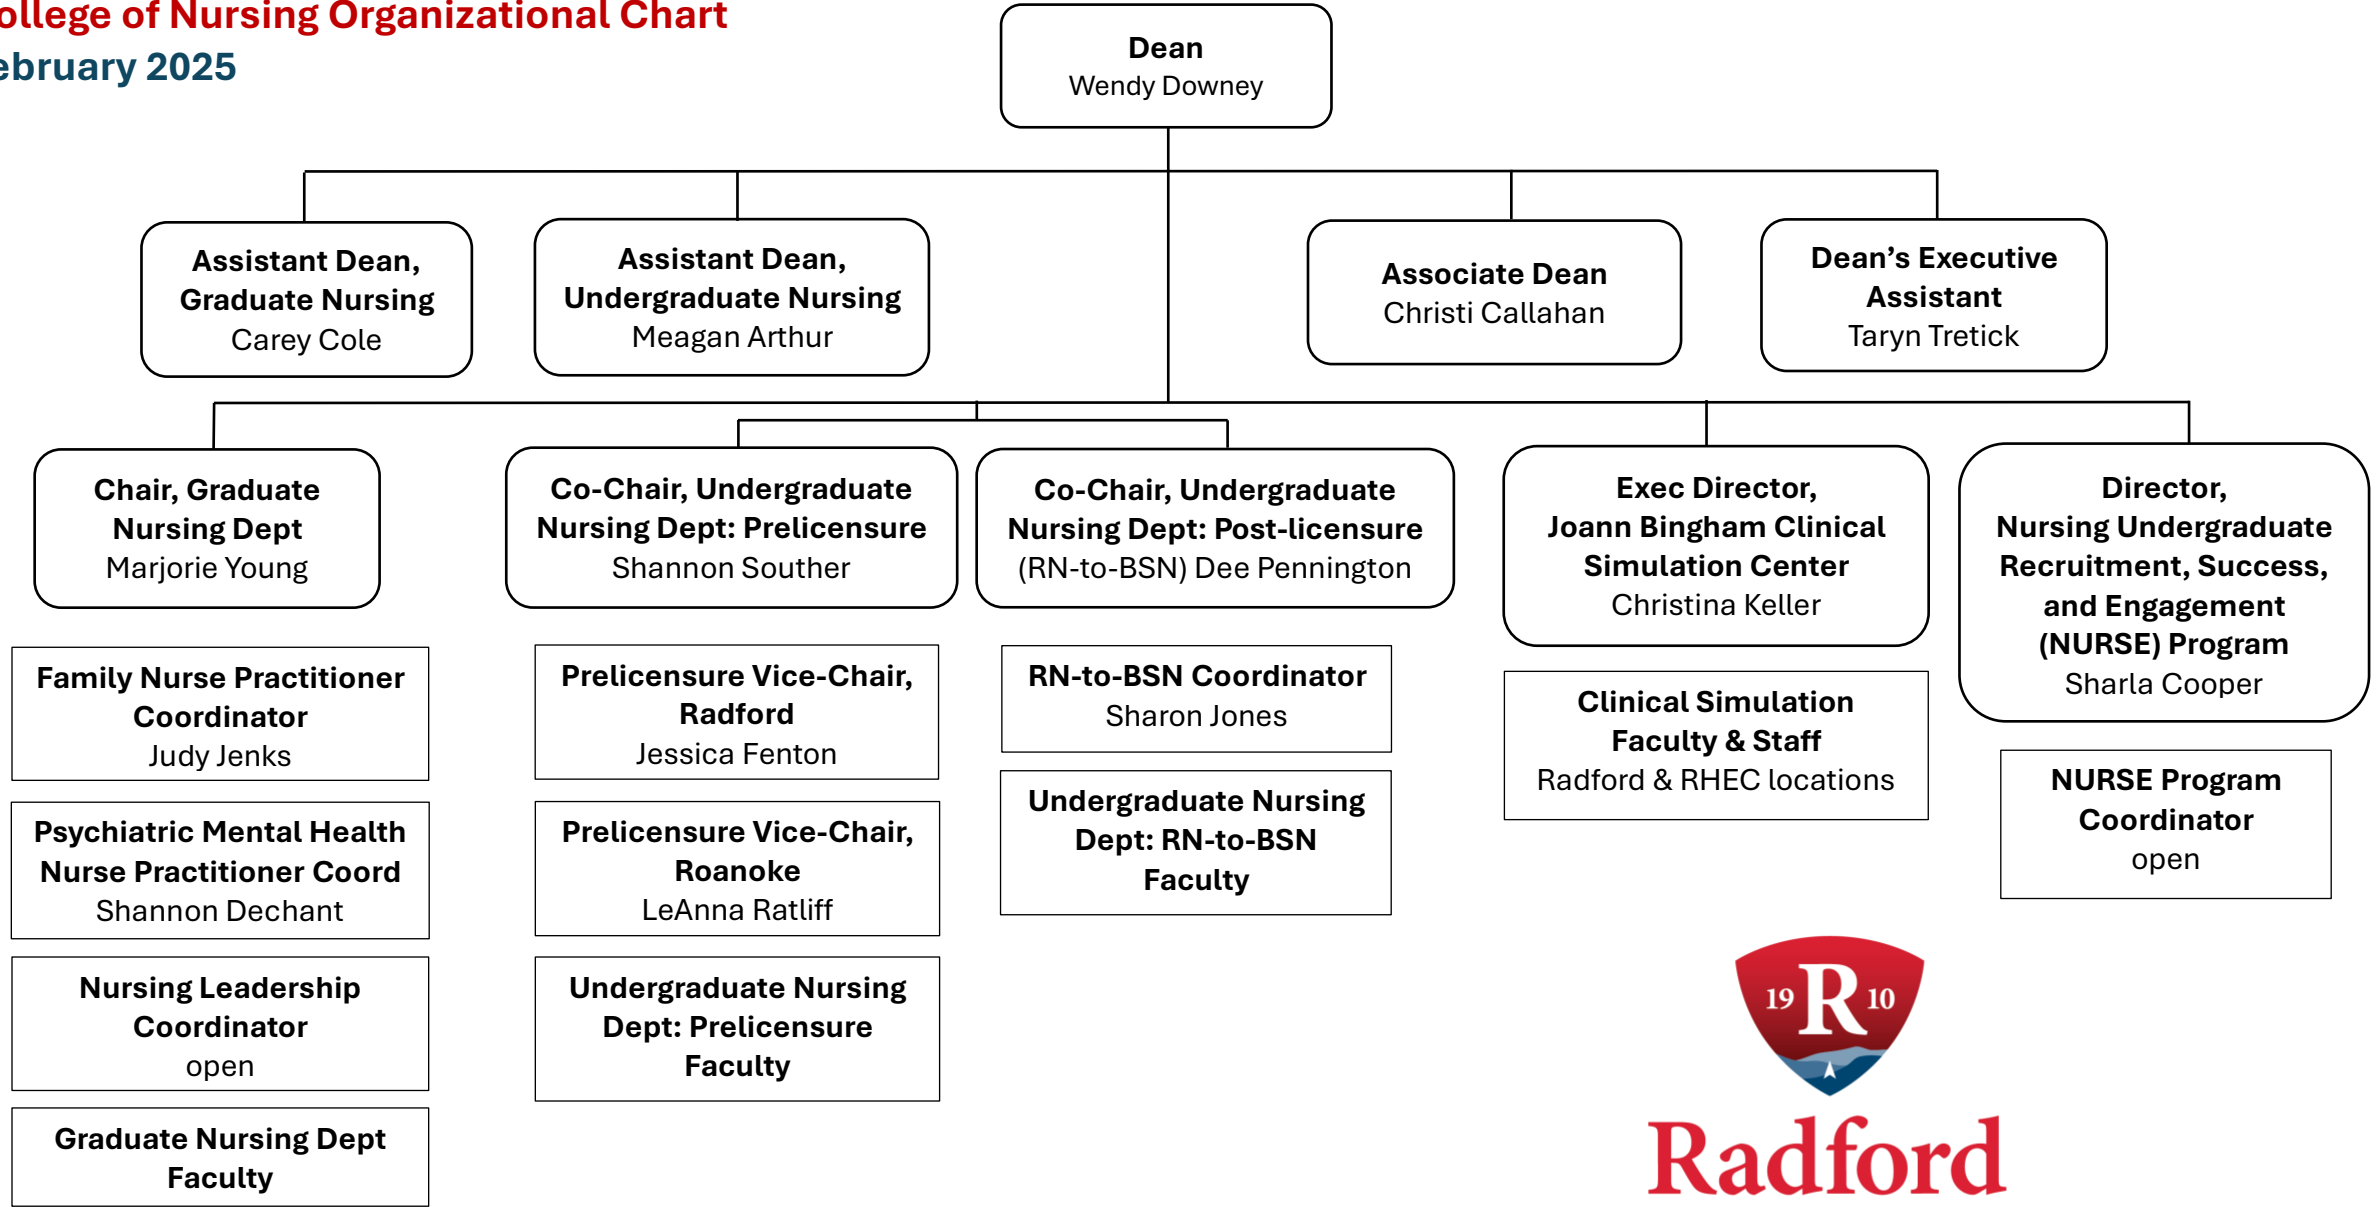 ollege of Nursing Organizational Chart
ebruary 2025
Dean
Wendy Downey
Assistant Dean,
Graduate Nursing
Carey Cole
Assistant Dean,
Undergraduate Nursing
Meagan Arthur
Associate Dean
Christi Callahan
Dean’s Executive
Assistant
Taryn Tretick
Chair, Graduate
Nursing Dept
Marjorie Young
Co-Chair, Undergraduate
Nursing Dept: Prelicensure
Shannon Souther
Co-Chair, Undergraduate
Nursing Dept: Post-licensure
(RN-to-BSN) Dee Pennington
Exec Director,
Joann Bingham Clinical
Simulation Center
Christina Keller
Director,
Nursing Undergraduate
Recruitment, Success,
and Engagement
(NURSE) Program
Sharla Cooper
Family Nurse Practitioner
Coordinator
Judy Jenks
Psychiatric Mental Health
Nurse Practitioner Coord
Shannon Dechant
Nursing Leadership
Coordinator
open
Graduate Nursing Dept
Faculty
Prelicensure Vice-Chair,
Radford
Jessica Fenton
Prelicensure Vice-Chair,
Roanoke
LeAnna Ratliff
Undergraduate Nursing
Dept: Prelicensure
Faculty
RN-to-BSN Coordinator
Sharon Jones
Undergraduate Nursing
Dept: RN-to-BSN
Faculty
Clinical Simulation
Faculty & Staff
Radford & RHEC locations
NURSE Program
Coordinator
open
19 R 10
Radford